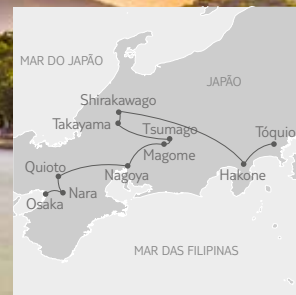 MAR DO JAPÃO
JAPÃO
Shirakawago
Takayama
Tsumago
Tóquio
Magome
Quioto
Nagoya
Hakone
Nara
Osaka
MAR DAS FILIPINAS